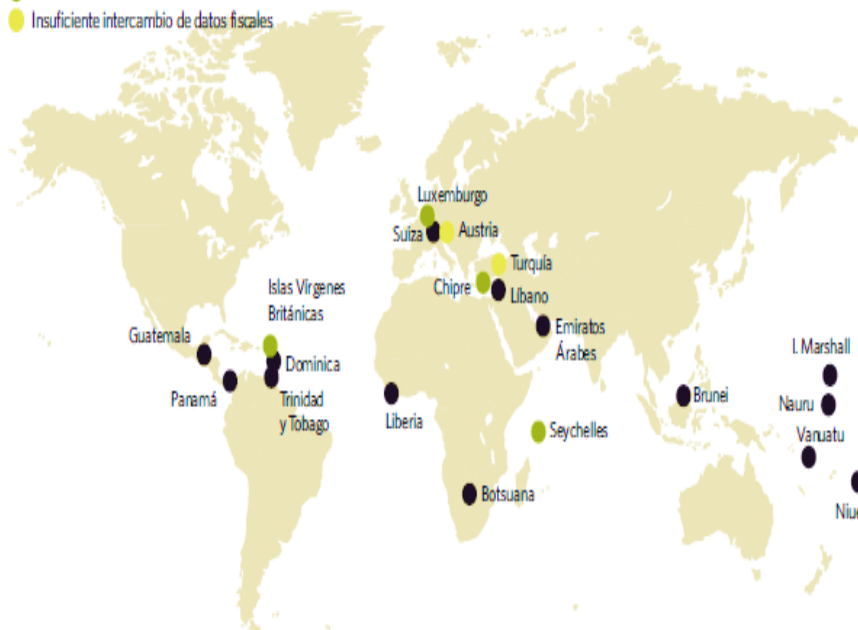 Insuficiente intercambio de datos fiscales
Luxemburgo
Suiza
Austria
Turquía
Chipre
Líbano
Islas Vírgenes
Británicas
Emiratos
Árabes
Guatemala
Dominica
I. Marshall
Panamá
Trinidad
y Tobago
Liberia
Brunei
Nauru
Seychelles
Vanuatu
Botsuana
Niue